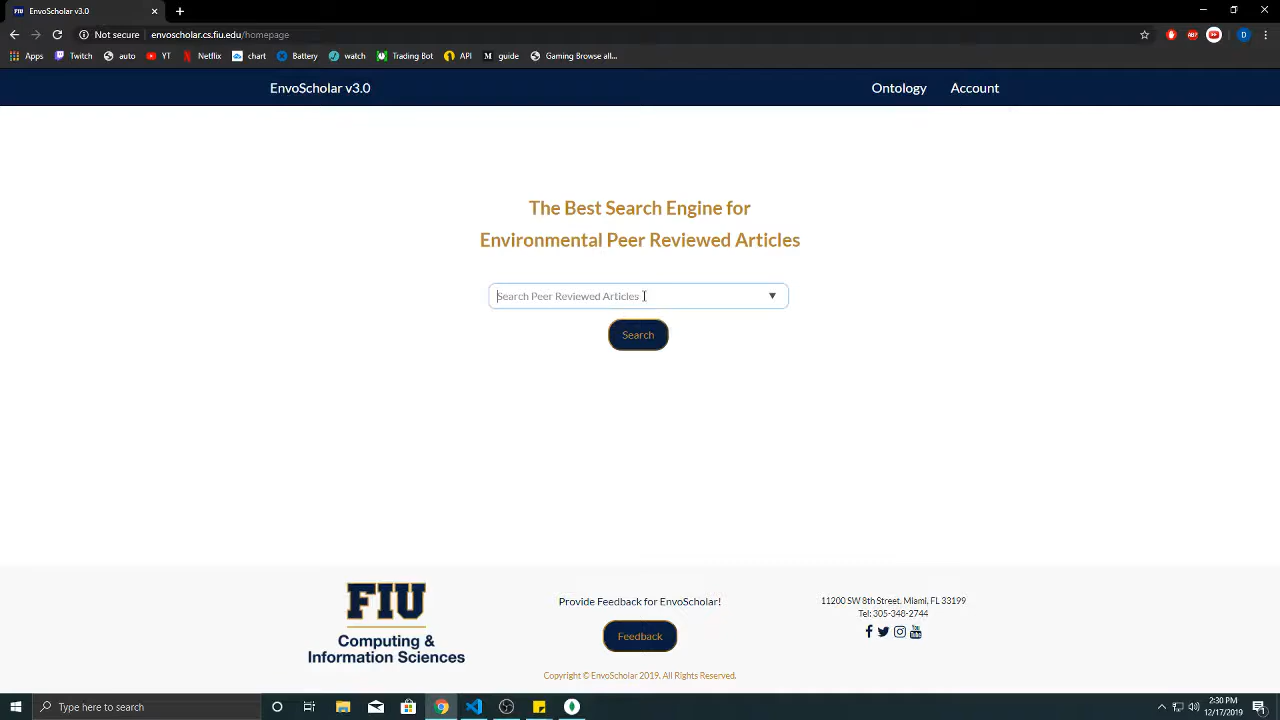 EnvoScholar v3.0
Not secure envoscholar.cs.fiu.edu/homepage
D
Apps Twitch auto YT Netflix chart Battery watch Trading Bot API guide Gaming Browse all...
EnvoScholar v3.0 Ontology Account
The Best Search Engine for
Environmental Peer Reviewed Articles
Search Peer Reviewed Articles
Search
FIU
Computing &
Information Sciences
Provide Feedback for EnvoScholar!
Feedback
11200 SW 8th Street. Miami, FL 33199
Tel: 305-348-2744
Copyright © EnvoScholar 2019. All Rights Reserved.
Type here to search
2:30 PM
12/17/2019